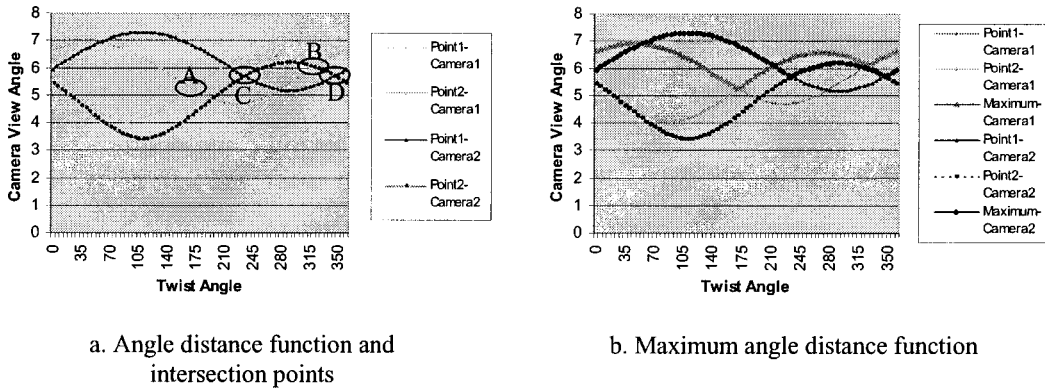 8
7
6
5
4
3
2
1
0
Camera View Angle
A
B
C
D
0
35
70
105
140
175
210
245
280
315
350
Twist Angle
Point1-
Camera1
Point2-
Camera1
Point1-
Camera2
Point2-
Camera2
a. Angle distance function and
intersection points
8
7
6
5
4
3
2
1
0
Camera View Angle
0
35
70
105
140
175
210
245
280
315
350
Twist Angle
Point1-
Camera1
Point2-
Camera1
Maximum-
Camera1
Point1-
Camera2
Point2-
Camera2
Maximum-
Camera2
b. Maximum angle distance function